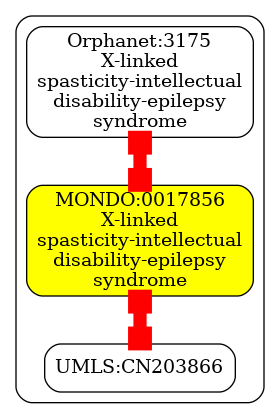 Orphanet:3175
X-linked
spasticity-intellectual
disability-epilepsy
syndrome
MONDO:0017856
X-linked
spasticity-intellectual
disability-epilepsy
syndrome
UMLS:CN203866